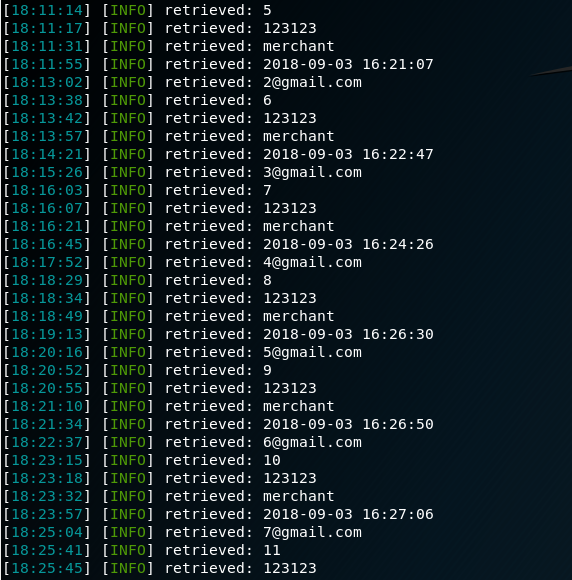 [18:11:14] [INFO] retrieved: 5
[18:11:17] [INFO] retrieved: 123123
[18:11:31] [INFO] retrieved: merchant
[18:11:55] [INFO] retrieved: 2018-09-03 16:21:07
[18:13:02] [INFO] retrieved: 2@gmail.com
[18:13:38] [INFO] retrieved: 6
[18:13:42] [INFO] retrieved: 123123
[18:13:57] [INFO] retrieved: merchant
[18:14:21] [INFO] retrieved: 2018-09-03 16:22:47
[18:15:26] [INFO] retrieved: 3@gmail.com
[18:16:03] [INFO] retrieved: 7
[18:16:07] [INFO] retrieved: 123123
[18:16:21] [INFO] retrieved: merchant
[18:16:45] [INFO] retrieved: 2018-09-03 16:24:26
[18:17:52] [INFO] retrieved: 4@gmail.com
[18:18:29] [INFO] retrieved: 8
[18:18:34] [INFO] retrieved: 123123
[18:18:49] [INFO] retrieved: merchant
[18:19:13] [INFO] retrieved: 2018-09-03 16:26:30
[18:20:16] [INFO] retrieved: 5@gmail.com
[18:20:52] [INFO] retrieved: 9
[18:20:55] [INFO] retrieved: 123123
[18:21:10] [INFO] retrieved: merchant
[18:21:34] [INFO] retrieved: 2018-09-03 16:26:50
[18:22:37] [INFO] retrieved: 6@gmail.com
[18:23:15] [INFO] retrieved: 10
[18:23:18] [INFO] retrieved: 123123
[18:23:32] [INFO] retrieved: merchant
[18:23:57] [INFO] retrieved: 2018-09-03 16:27:06
[18:25:04] [INFO] retrieved: 7@gmail.com
[18:25:41] [INFO] retrieved: 11
[18:25:45] [INFO] retrieved: 123123